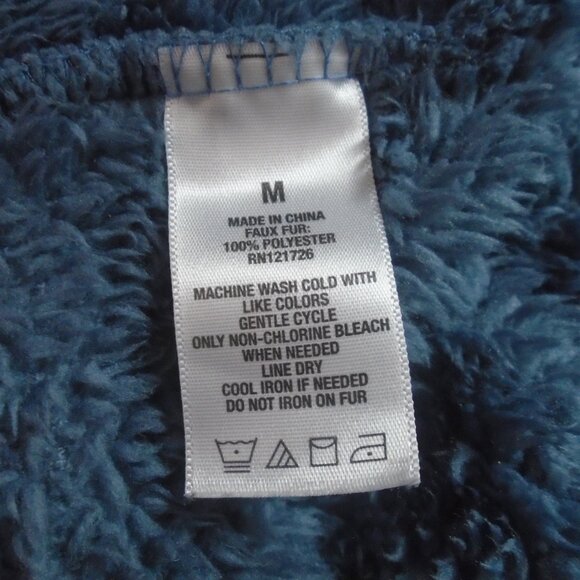 M
MADE IN CHINA
FAUX FUR:
100% POLYESTER
RN121726
MACHINE WASH COLD WITH
LIKE COLORS
GENTLE CYCLE
ONLY NON-CHLORINE BLEACH
WHEN NEEDED
LINE DRY
COOL IRON IF NEEDED
DO NOT IRON ON FUR